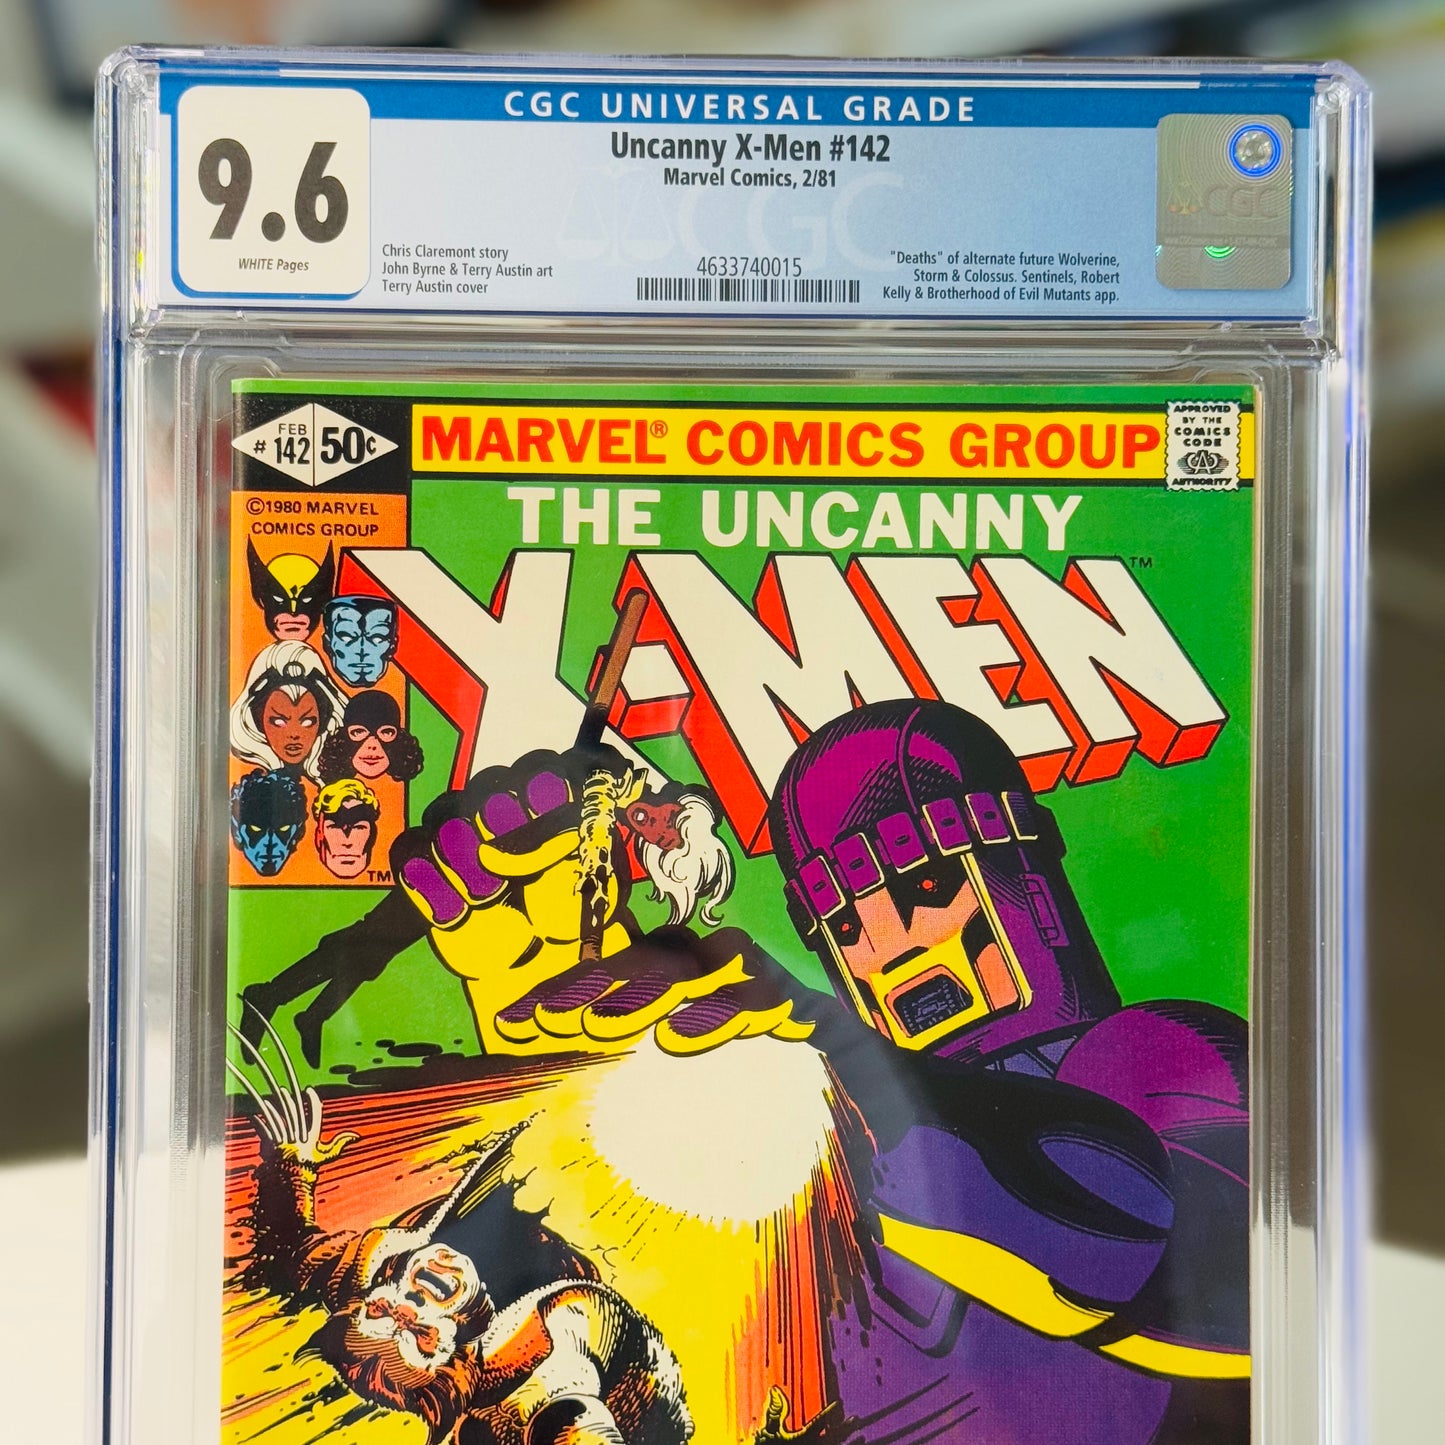 CGC UNIVERSAL GRADE
9.6
WHITE Pages
Uncanny X-Men #142
Marvel Comics, 2/81
Chris Claremont story
John Byrne & Terry Austin art
Terry Austin cover
4633740015
"Deaths" of alternate future Wolverine,
Storm & Colossus. Sentinels, Robert
Kelly & Brotherhood of Evil Mutants app.
CGC
CGC
FEB
# 142 50¢
MARVEL® COMICS GROUP
APPROVED
BY THE
COMICS
CODE
CA
AUTHORITY
©1980 MARVEL
COMICS GROUP
THE UNCANNY
X-MEN
TM
TM